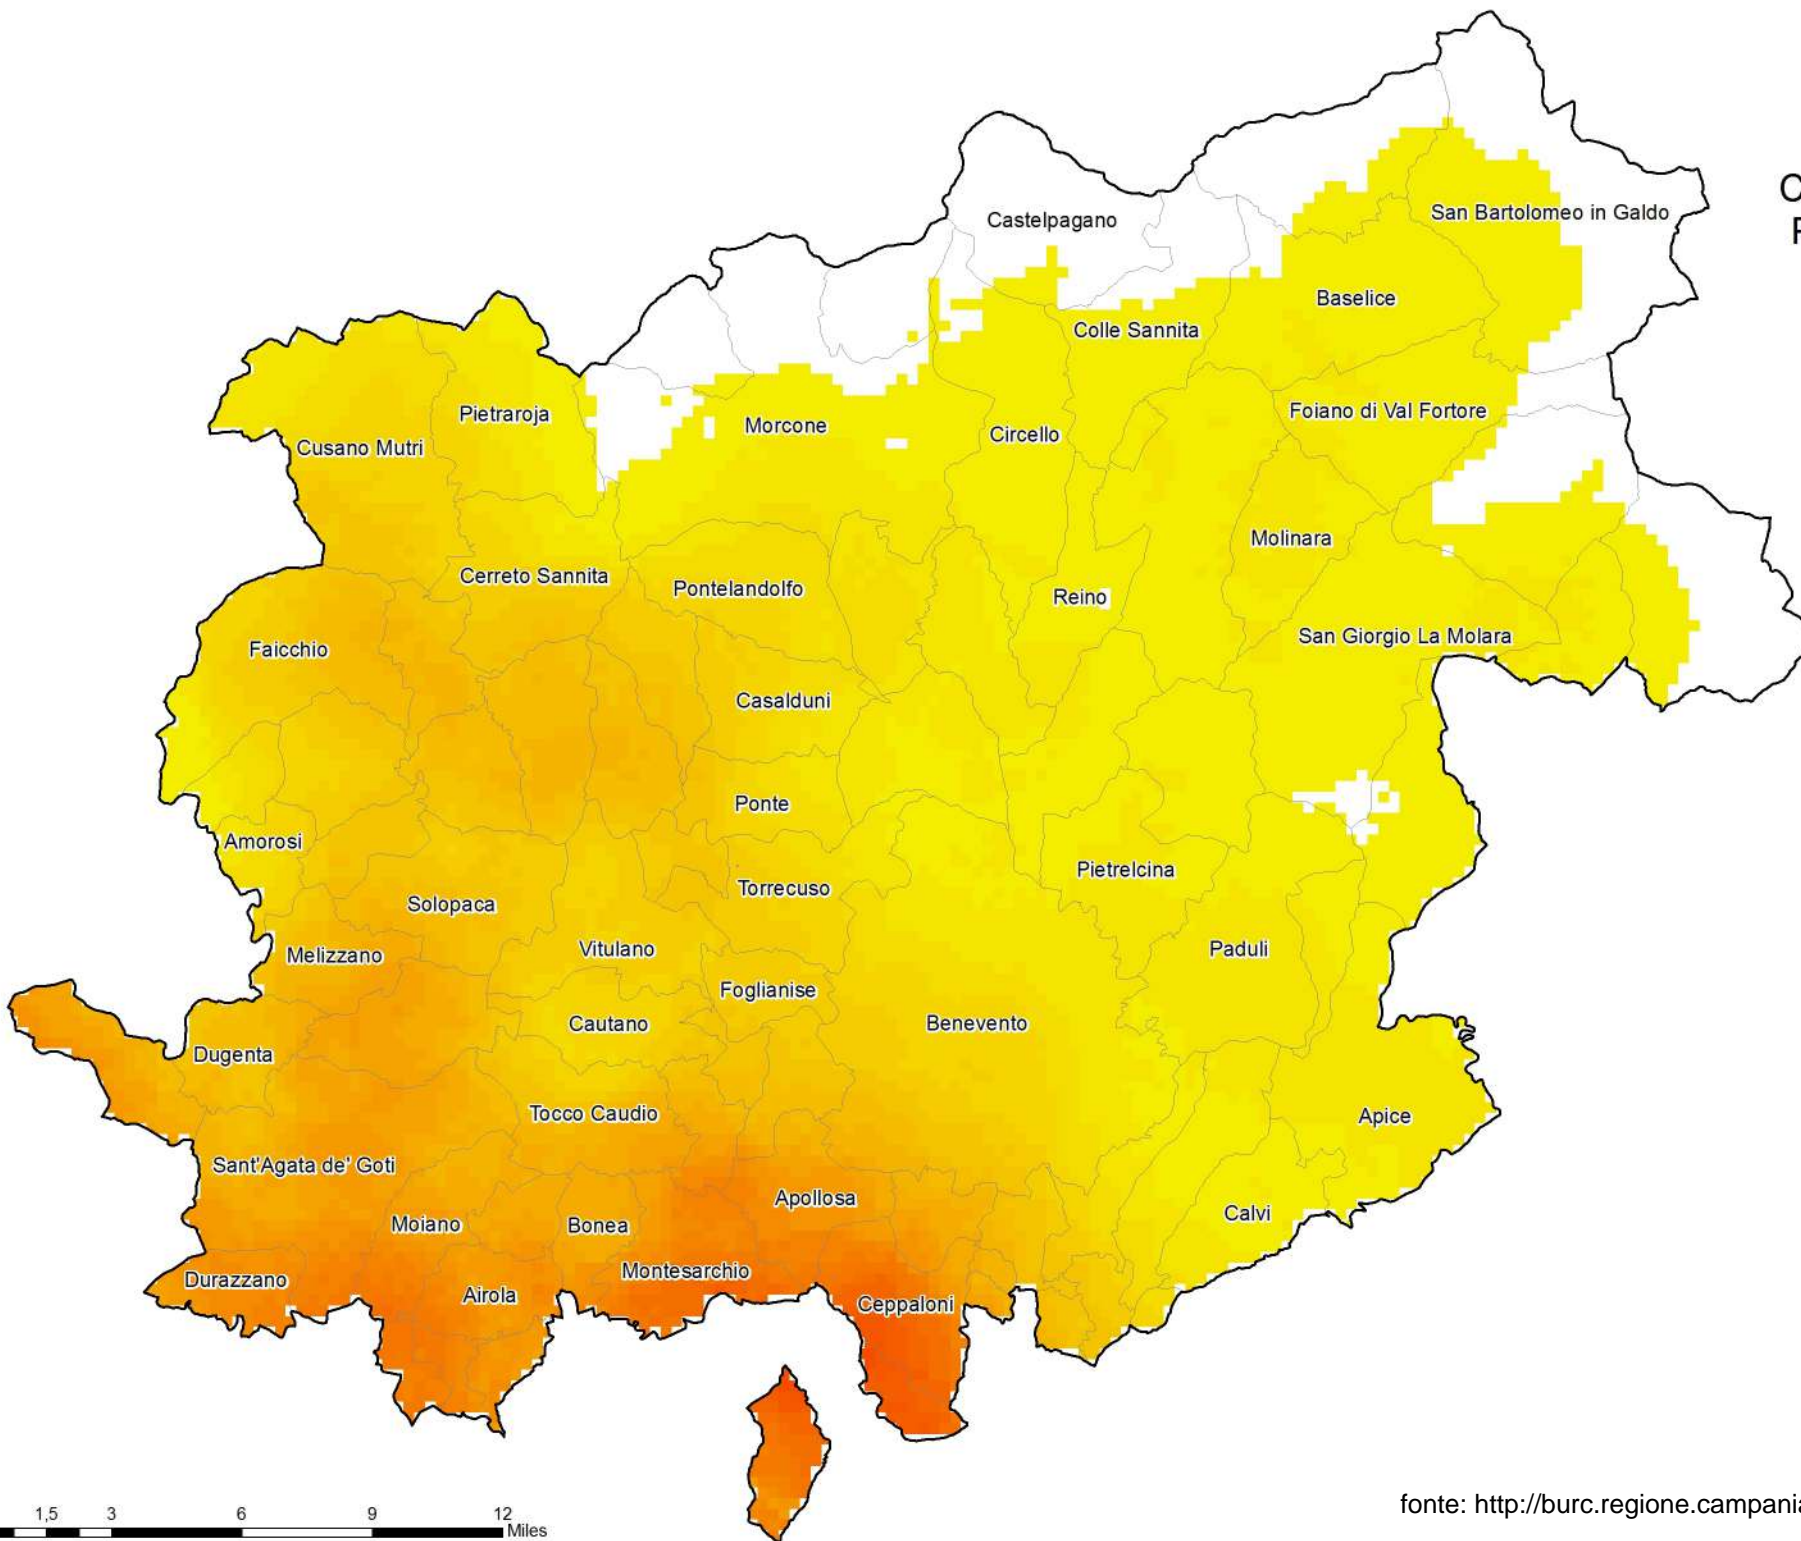 Castelpagano
San Bartolomeo in Galdo
Baselice
Colle Sannita
Pietraroja
Foiano di Val Fortore
Morcone
Circello
Cusano Mutri
Molinara
Cerreto Sannita
Pontelandolfo
Reino
San Giorgio La Molara
Faicchio
Casalduni
Ponte
Amorosi
Pietrelcina
Torrecuso
Solopaca
Vitulano
Paduli
Melizzano
Foglianise
Cautano
Benevento
Dugenta
Tocco Caudio
Apice
Sant'Agata de' Goti
Apollosa
Calvi
Moiano
Bonea
Montesarchio
Durazzano
Airola
Ceppaloni
1,5 3 6 9 12
Miles
fonte: http://burc.regione.campania